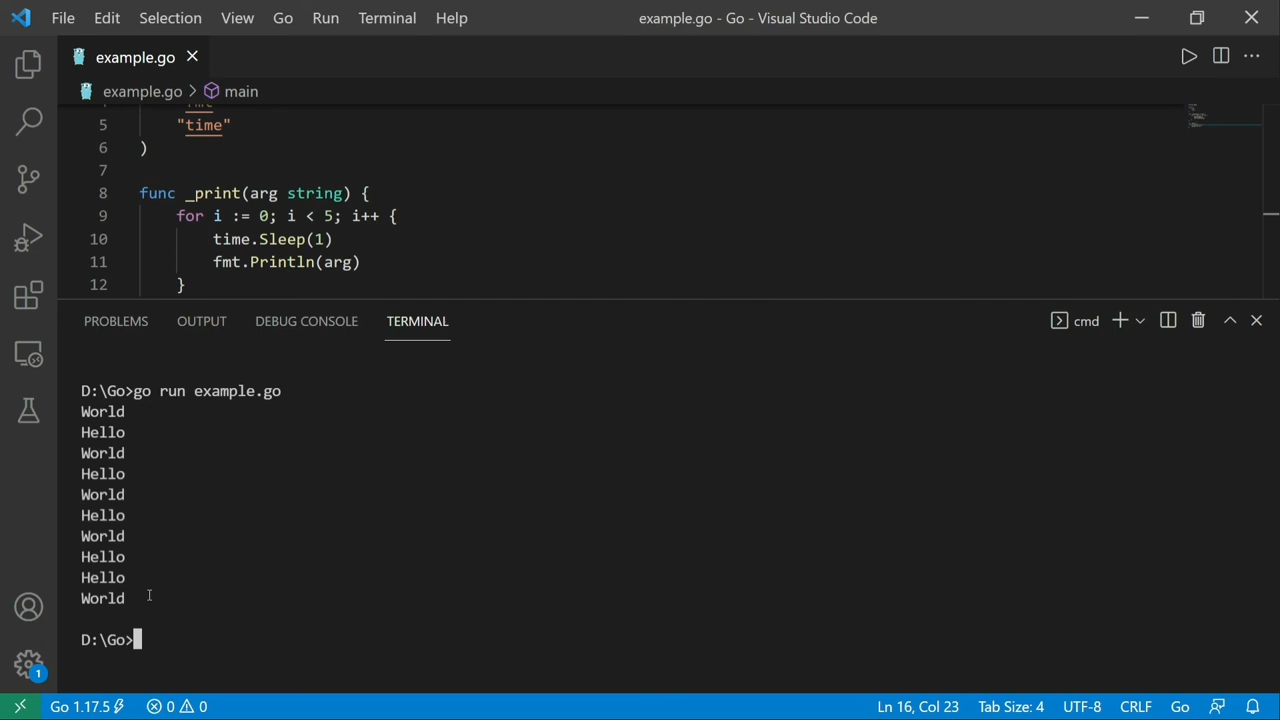 File Edit Selection View Go Run Terminal Help example.go - Go - Visual Studio Code
example.go
example.go > main
5 "time"
6 )
7
8 func _print(arg string) {
9 for i := 0; i < 5; i++ {
10 time.Sleep(1)
11 fmt.Println(arg)
12 }
PROBLEMS OUTPUT DEBUG CONSOLE TERMINAL cmd
D:\Go>go run example.go
World
Hello
World
Hello
World
Hello
World
Hello
Hello
World
D:\Go>
1
Go 1.17.5 0 0 Ln 16, Col 23 Tab Size: 4 UTF-8 CRLF Go